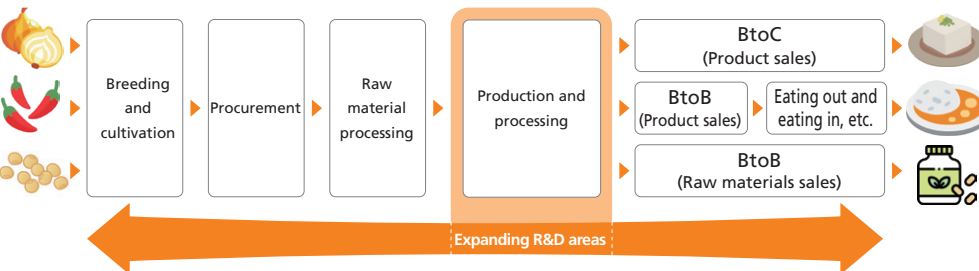 Breeding
and
cultivation
Procurement
Raw
material
processing
Production and
processing
BtoC
(Product sales)
BtoB
(Product sales)
Eating out and
eating in, etc.
BtoB
(Raw materials sales)
Expanding R&D areas